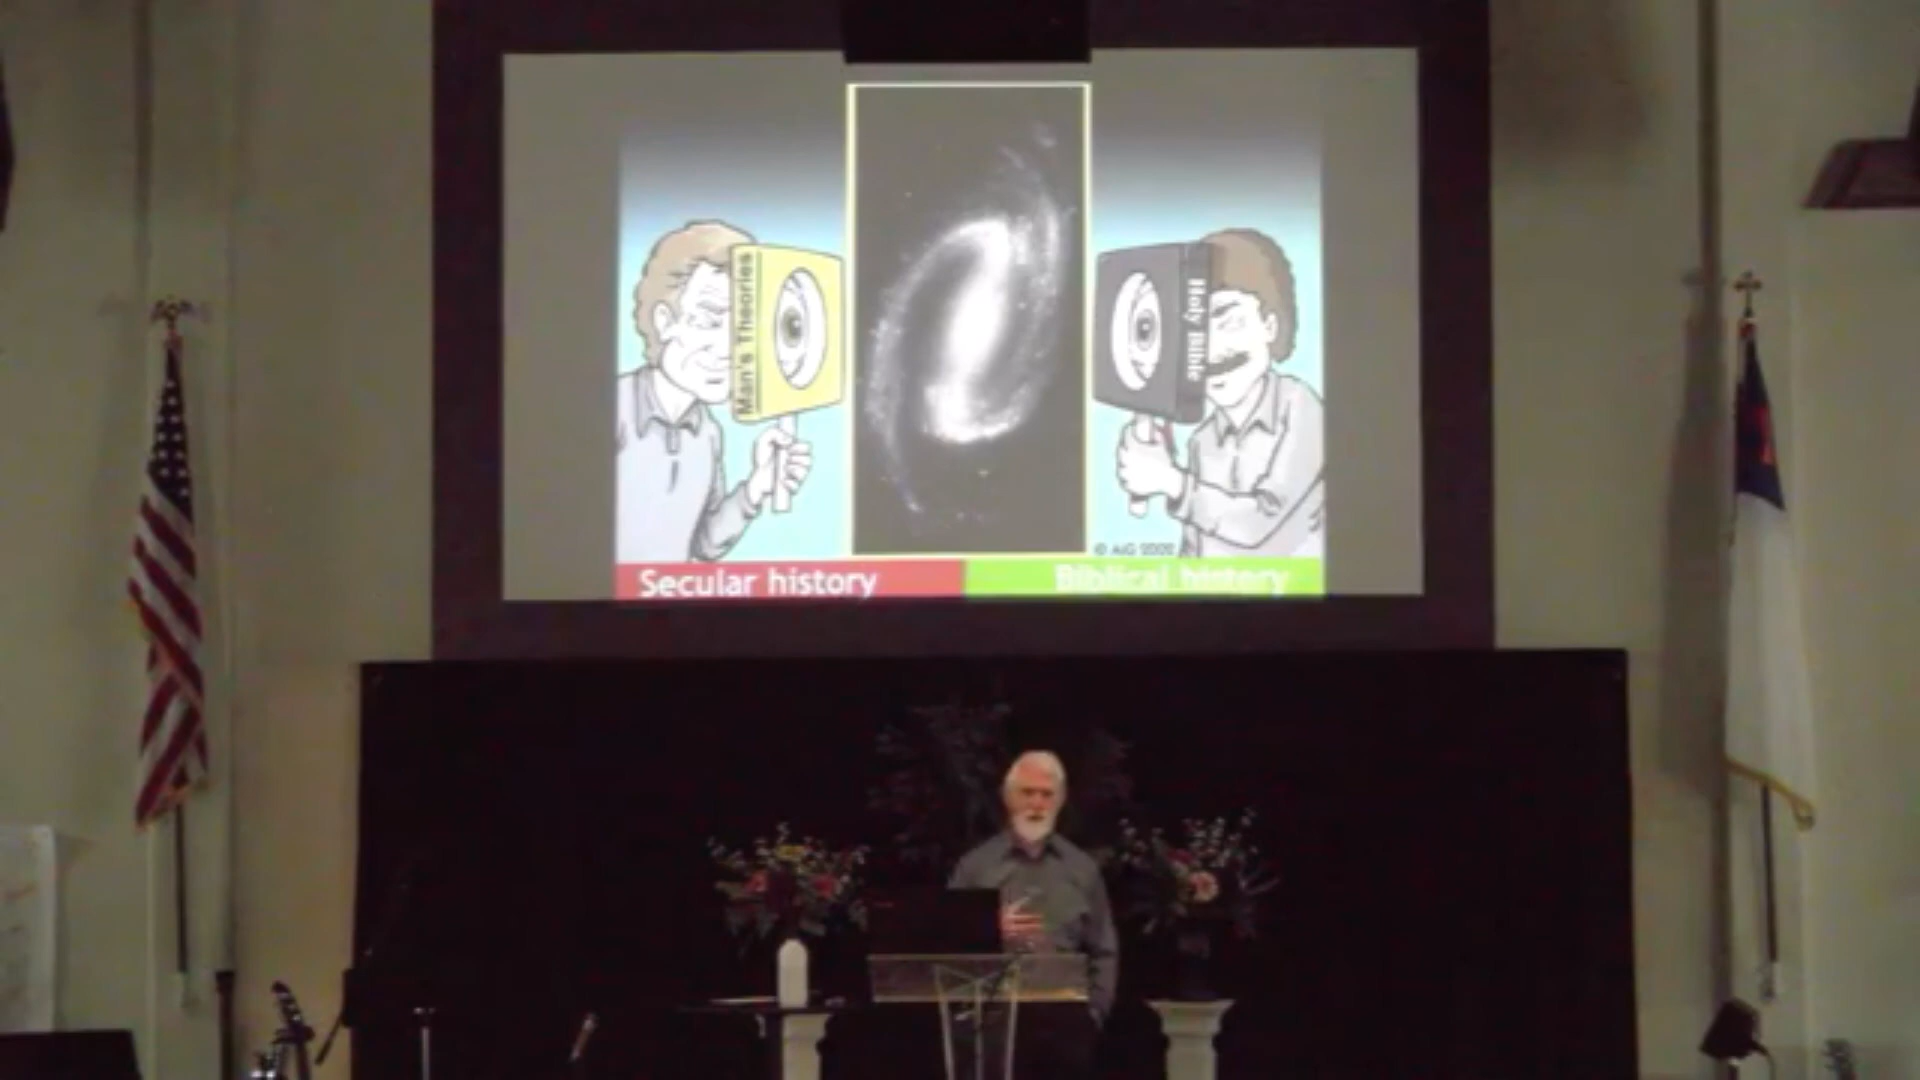 Man's Theories
Holy Bible
© AiG 2000
Secular history
Biblical history